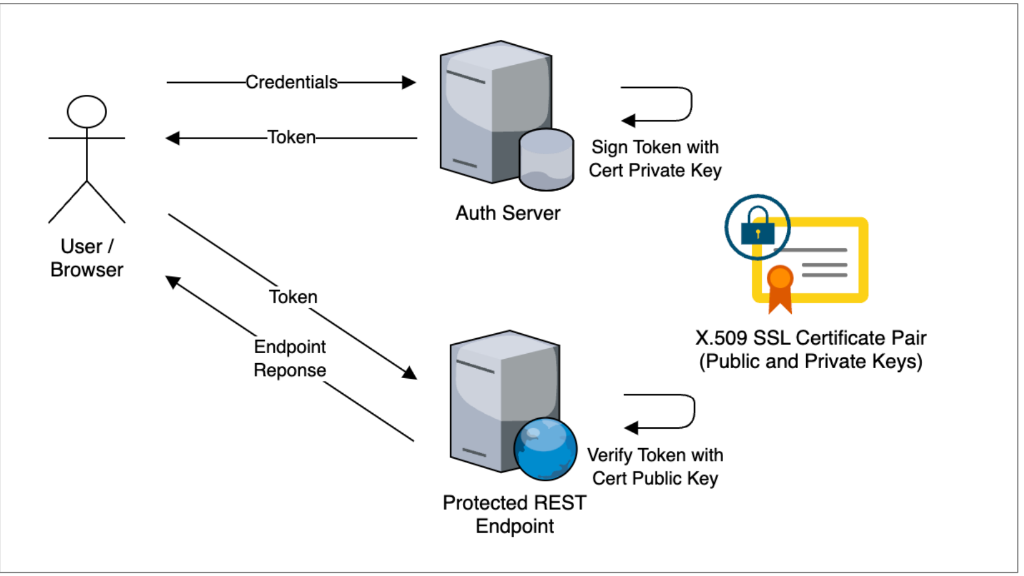 Credentials
Token
Sign Token with
Cert Private Key
Auth Server
User /
Browser
Token
Endpoint
Reponse
X.509 SSL Certificate Pair
(Public and Private Keys)
Verify Token with
Cert Public Key
Protected REST
Endpoint